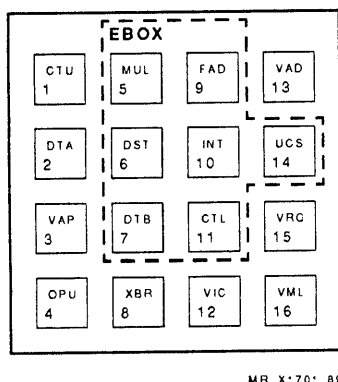 EBOX
CTU MUL FAD VAD
1 5 9 13
DTA DST INT UCS
2 6 10 14
VAP DTB CTL VRC
3 7 11 15
OPU XBR VIC VML
4 8 12 16